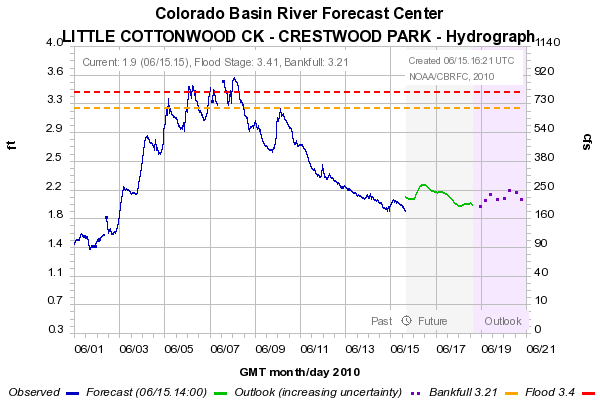 Colorado Basin River Forecast Center
LITTLE COTTONWOOD CK - CRESTWOOD PARK - Hydrograph
4.0 1140
Current: 1.9 (06/15.15), Flood Stage: 3.41, Bankfull: 3.21
Created 06/15.16:21 UTC
3.6 920
NOAA/CBRFC, 2010
3.3 730
2.9 540
ft cfs
2.5 380
2.2 250
1.8 160
1.4 90
1.1 40
0.7 10
Past Future Outlook
0.3 0
06/01 06/03 06/05 06/07 06/09 06/11 06/13 06/15 06/17 06/19 06/21
GMT month/day 2010
Observed Forecast (06/15.14:00) Outlook (increasing uncertainty) Bankfull 3.21 Flood 3.4